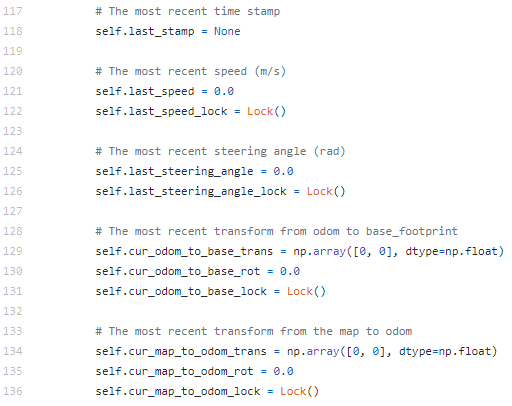 117 # The most recent time stamp
118 self.last_stamp = None
119
120 # The most recent speed (m/s)
121 self.last_speed = 0.0
122 self.last_speed_lock = Lock()
123
124 # The most recent steering angle (rad)
125 self.last_steering_angle = 0.0
126 self.last_steering_angle_lock = Lock()
127
128 # The most recent transform from odom to base_footprint
129 self.cur_odom_to_base_trans = np.array([0, 0], dtype=np.float)
130 self.cur_odom_to_base_rot = 0.0
131 self.cur_odom_to_base_lock = Lock()
132
133 # The most recent transform from the map to odom
134 self.cur_map_to_odom_trans = np.array([0, 0], dtype=np.float)
135 self.cur_map_to_odom_rot = 0.0
136 self.cur_map_to_odom_lock = Lock()